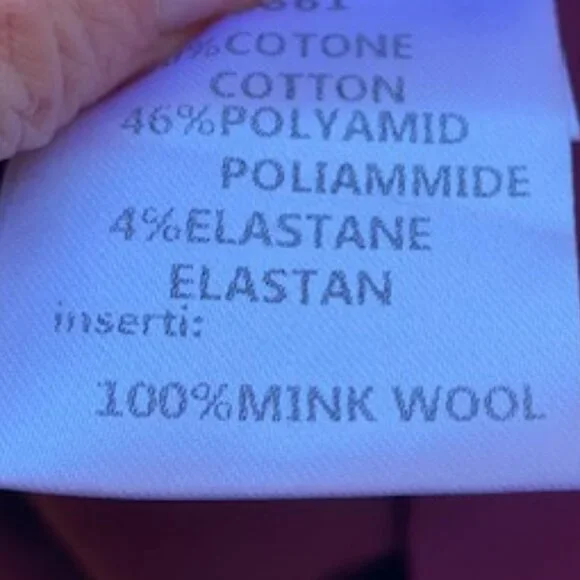 %COTONE
COTTON
46%POLYAMID
POLIAMMIDE
4%ELASTANE
ELASTAN
inserti:
100%MINK WOOL